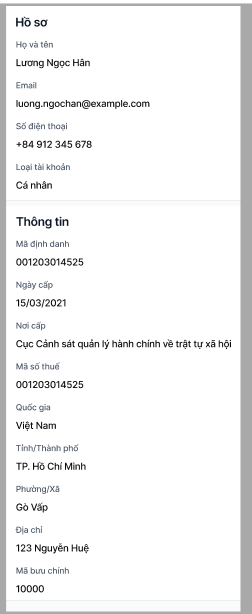 Hồ sơ
Họ và tên
Lương Ngọc Hân
Email
luong.ngochan@example.com
Số điện thoại
+84 912 345 678
Loại tài khoản
Cá nhân
Thông tin
Mã định danh
001203014525
Ngày cấp
15/03/2021
Nơi cấp
Cục Cảnh sát quản lý hành chính về trật tự xã hội
Mã số thuế
001203014525
Quốc gia
Việt Nam
Tỉnh/Thành phố
TP. Hồ Chí Minh
Phường/Xã
Gò Vấp
Địa chỉ
123 Nguyễn Huệ
Mã bưu chính
10000